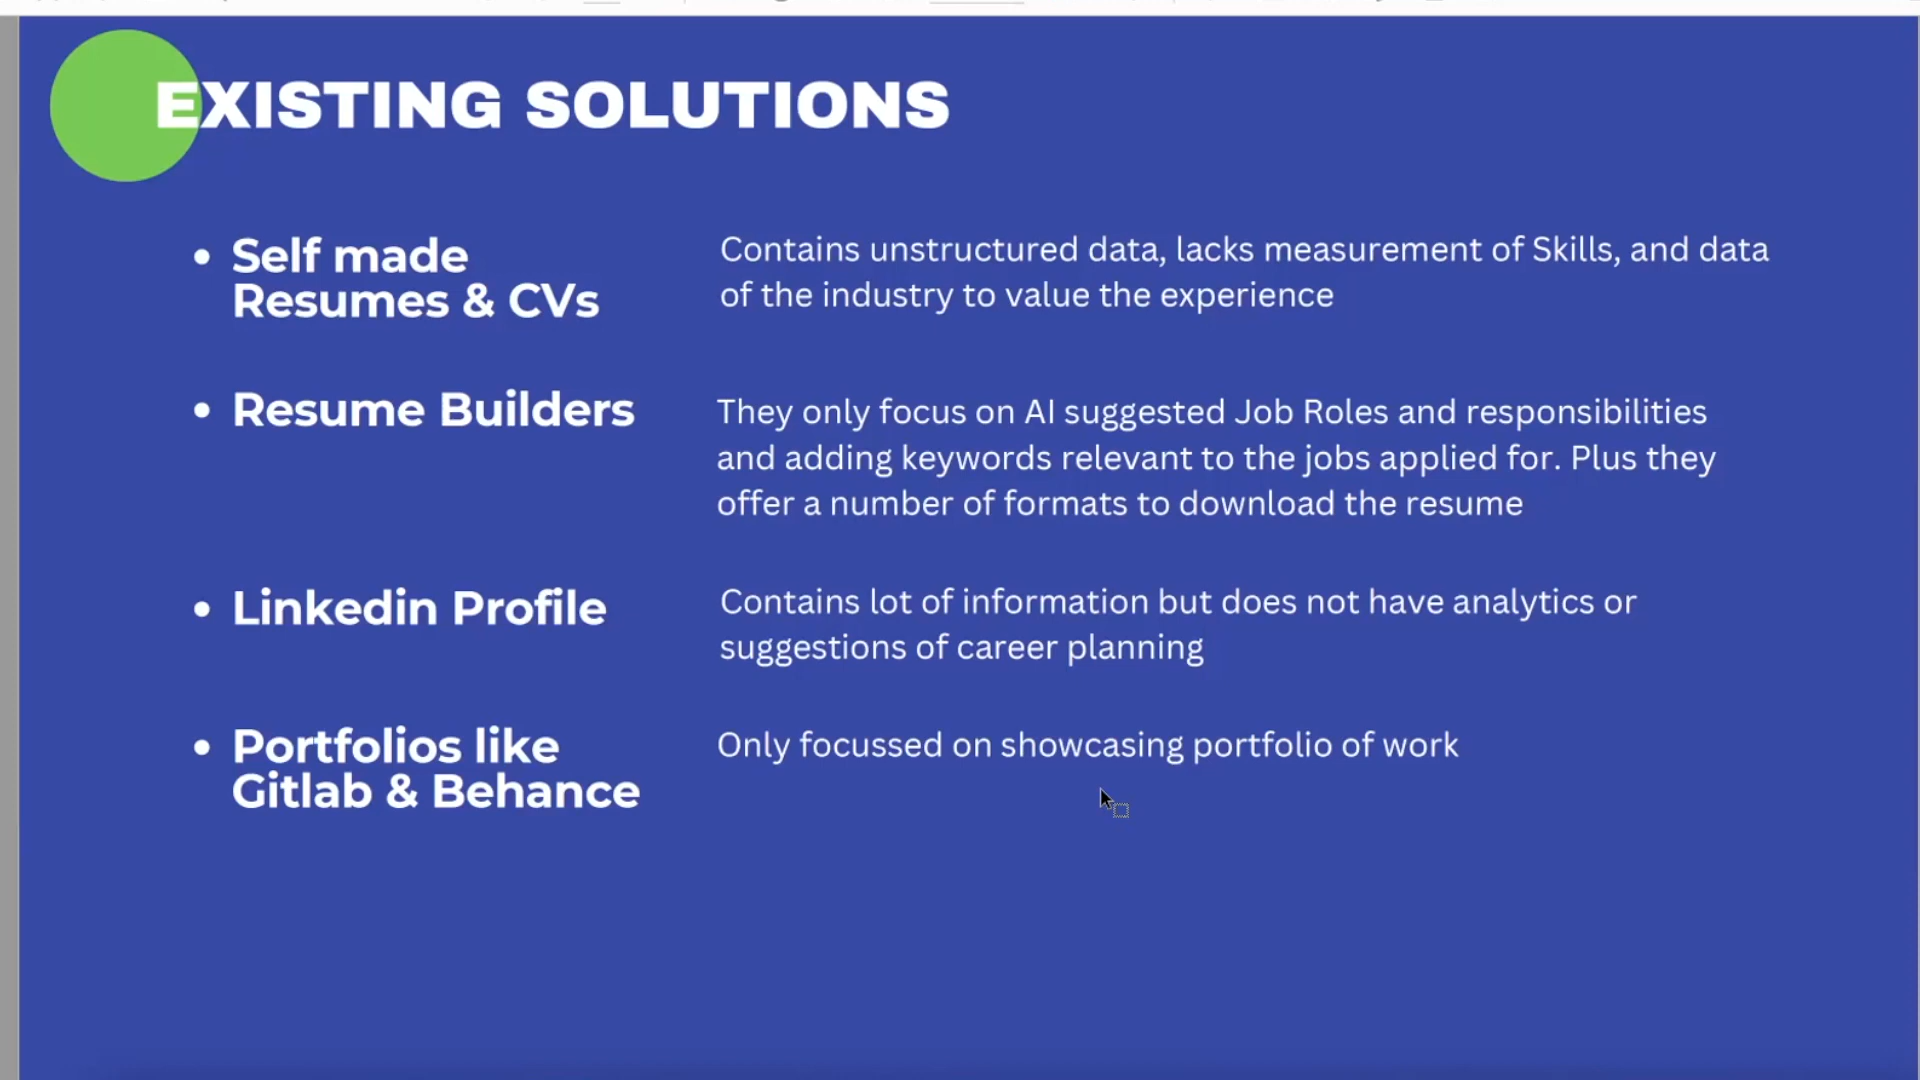 EXISTING SOLUTIONS
• Self made
Resumes & CVs
Contains unstructured data, lacks measurement of Skills, and data
of the industry to value the experience
• Resume Builders
They only focus on AI suggested Job Roles and responsibilities
and adding keywords relevant to the jobs applied for. Plus they
offer a number of formats to download the resume
• Linkedin Profile
Contains lot of information but does not have analytics or
suggestions of career planning
• Portfolios like
Gitlab & Behance
Only focussed on showcasing portfolio of work